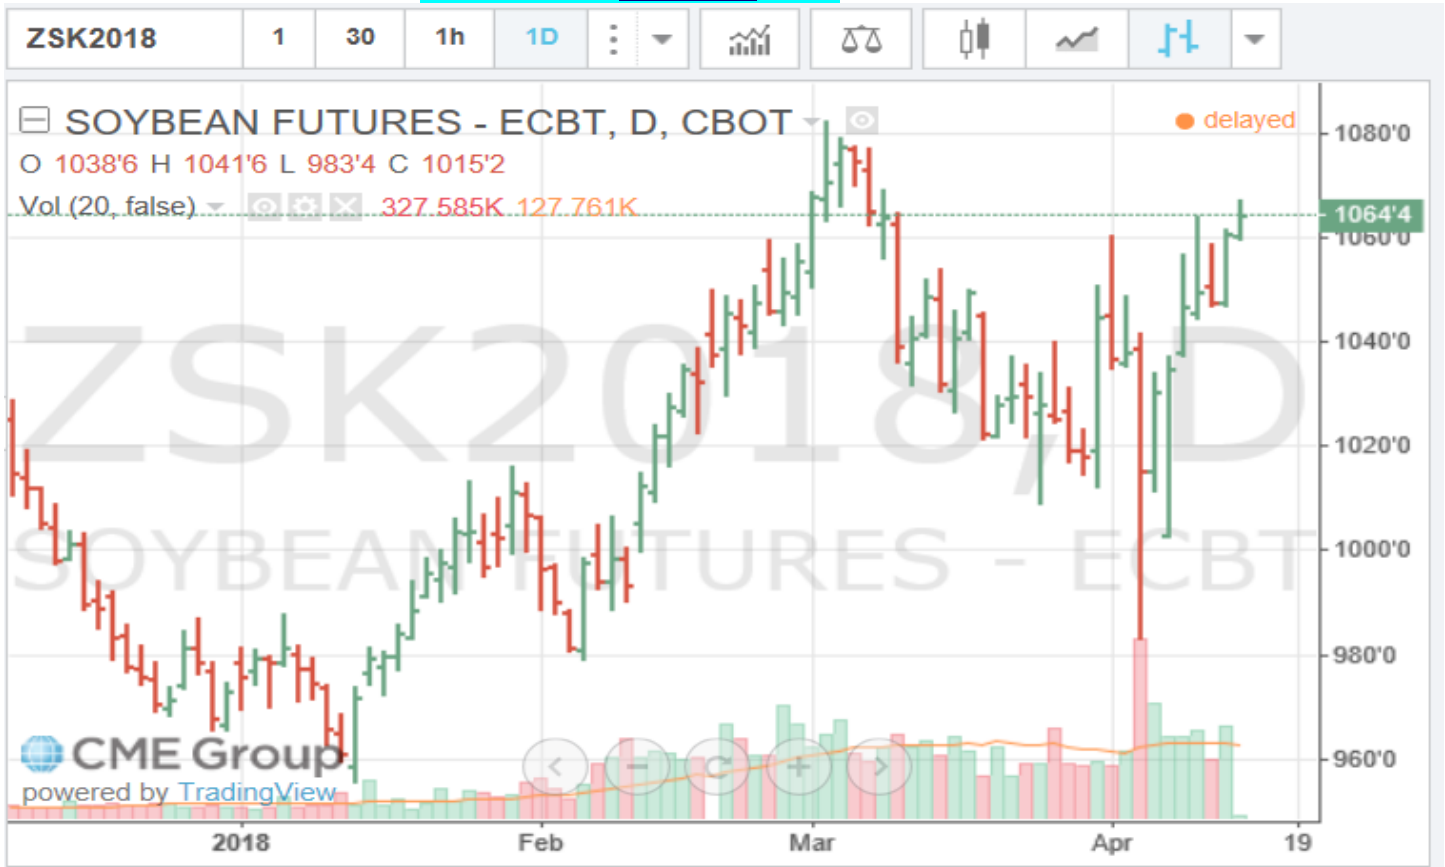 ZSK2018 1 30 1h 1D
SOYBEAN FUTURES - ECBT, D, CBOT
delayed
O 1038'6 H 1041'6 L 983'4 C 1015'2
Vol (20, false) 327.585K 127.761K
1080'0
1064'4
1060'0
1040'0
1020'0
1000'0
980'0
960'0
ZSK2018, D
SOYBEAN FUTURES - ECBT
CME Group
powered by TradingView
2018 Feb Mar Apr 19